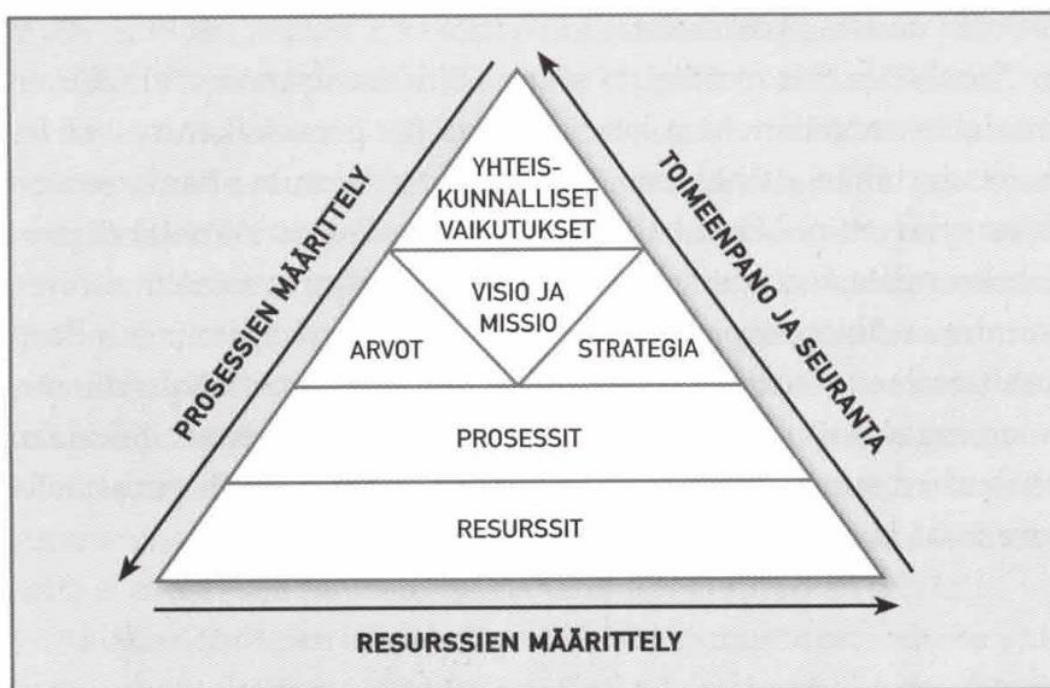 PROSESSIEN MÄÄRITTELY
TOIMEENPANO JA SEURANTA
YHTEIS-
KUNNALLISET
VAIKUTUKSET
VISIO JA
MISSIO
ARVOT
STRATEGIA
PROSESSIT
RESURSSIT
RESURSSIEN MÄÄRITTELY